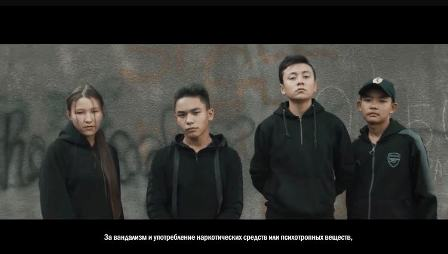 За вандализм и употребление наркотических средств или психотропных веществ,